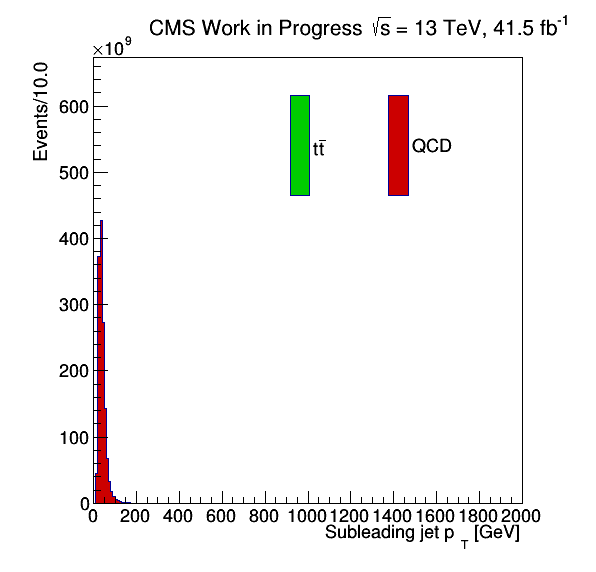 CMS Work in Progress √s = 13 TeV, 41.5 fb⁻¹
×10⁹
Events/10.0
600
500
400
300
200
100
0
tt̅
QCD
0 200 400 600 800 1000 1200 1400 1600 1800 2000
Subleading jet p_T [GeV]